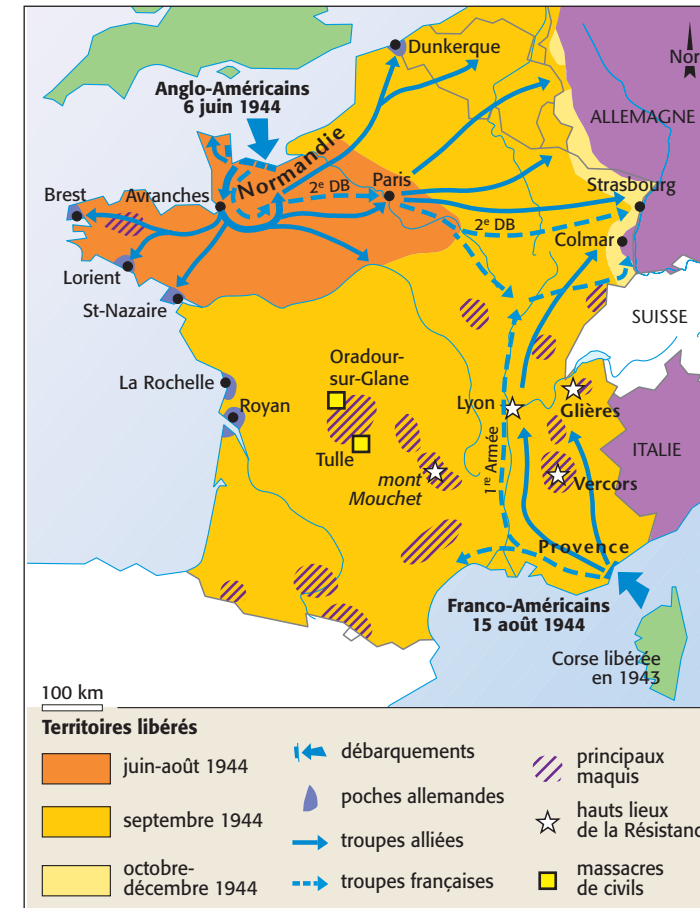 Dunkerque
Nor
Anglo-Américains
6 juin 1944
ALLEMAGNE
Normandie
Paris
2e DB
Strasbourg
Brest
Avranches
2e DB
Colmar
Lorient
St-Nazaire
SUISSE
Oradour-
sur-Glane
La Rochelle
Lyon
Glières
Royan
1re Armée
ITALIE
Tulle
mont
Mouchet
Vercors
Provence
Franco-Américains
15 août 1944
Corse libérée
en 1943
100 km
Territoires libérés
juin-août 1944
septembre 1944
octobre-
décembre 1944
débarquements
poches allemandes
troupes alliées
troupes françaises
principaux
maquis
hauts lieux
de la Résistanc
massacres
de civils